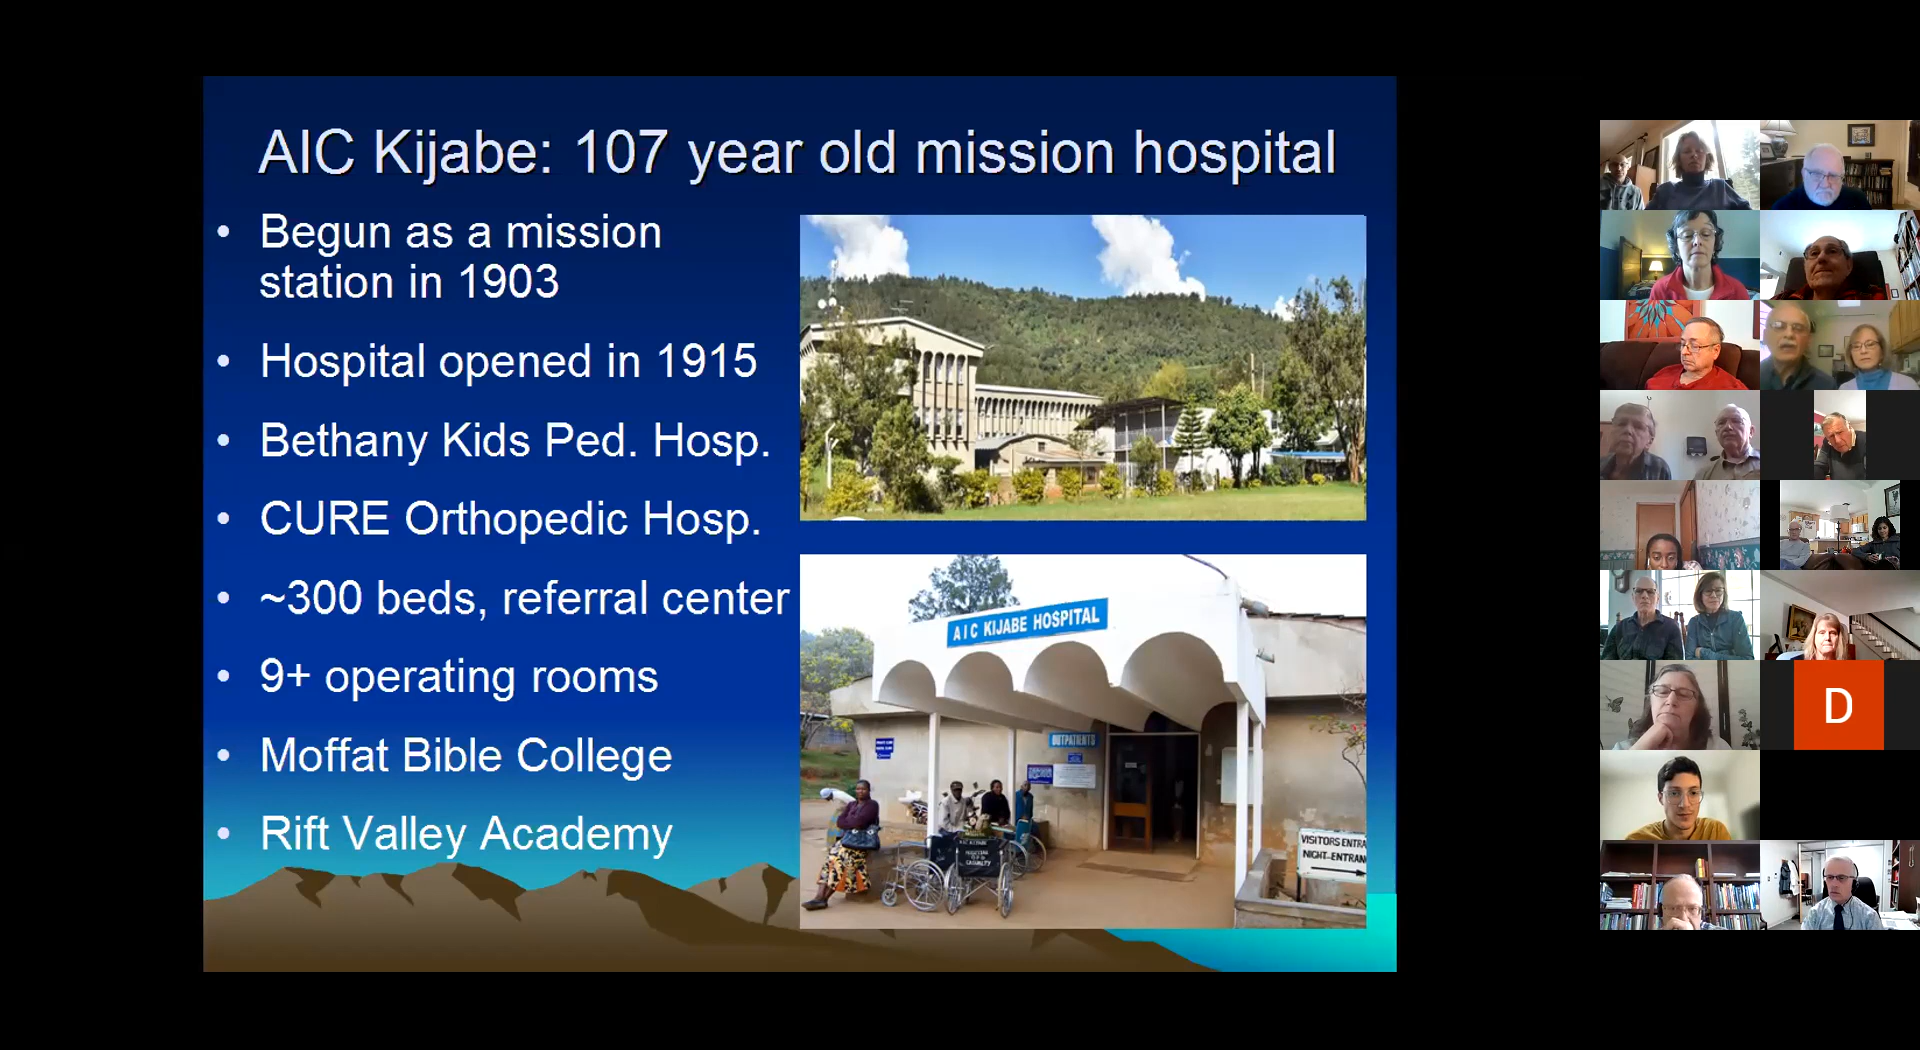 AIC Kijabe: 107 year old mission hospital
• Begun as a mission
station in 1903
• Hospital opened in 1915
• Bethany Kids Ped. Hosp.
• CURE Orthopedic Hosp.
• ~300 beds, referral center
• 9+ operating rooms
• Moffat Bible College
• Rift Valley Academy
AIC KIJABE HOSPITAL
OUTPATIENTS
VISITORS ENTRA
NIGHT-ENTRAN
D